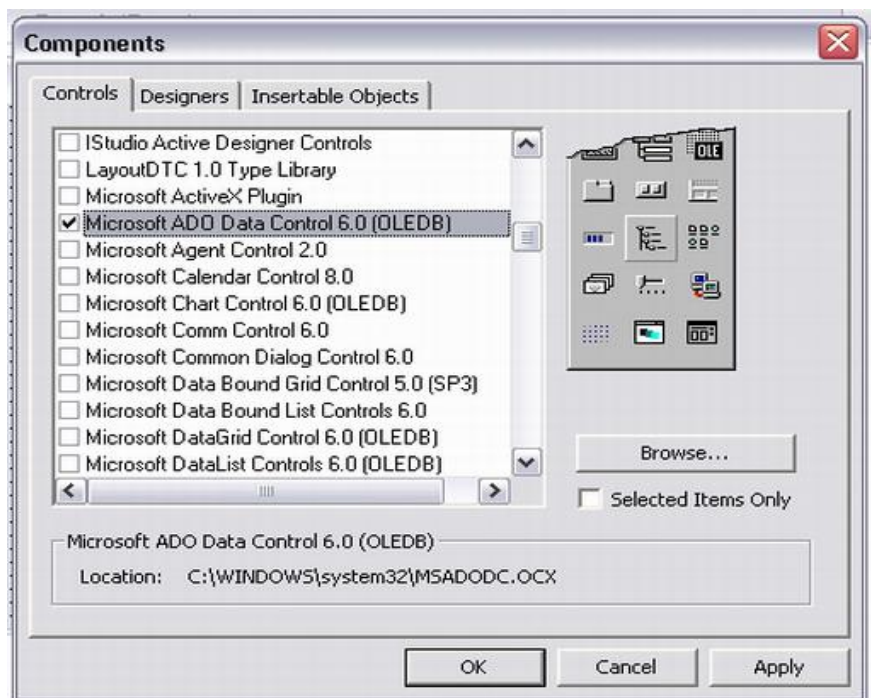 Components
Controls
Designers
Insertable Objects
IStudio Active Designer Controls
LayoutDTC 1.0 Type Library
Microsoft ActiveX Plugin
Microsoft ADO Data Control 6.0 (OLEDB)
Microsoft Agent Control 2.0
Microsoft Calendar Control 8.0
Microsoft Chart Control 6.0 (OLEDB)
Microsoft Comm Control 6.0
Microsoft Common Dialog Control 6.0
Microsoft Data Bound Grid Control 5.0 (SP3)
Microsoft Data Bound List Controls 6.0
Microsoft DataGrid Control 6.0 (OLEDB)
Microsoft DataList Controls 6.0 (OLEDB)
OLE
Browse...
Selected Items Only
Microsoft ADO Data Control 6.0 (OLEDB)
Location: C:\WINDOWS\system32\MSADODC.OCX
OK
Cancel
Apply